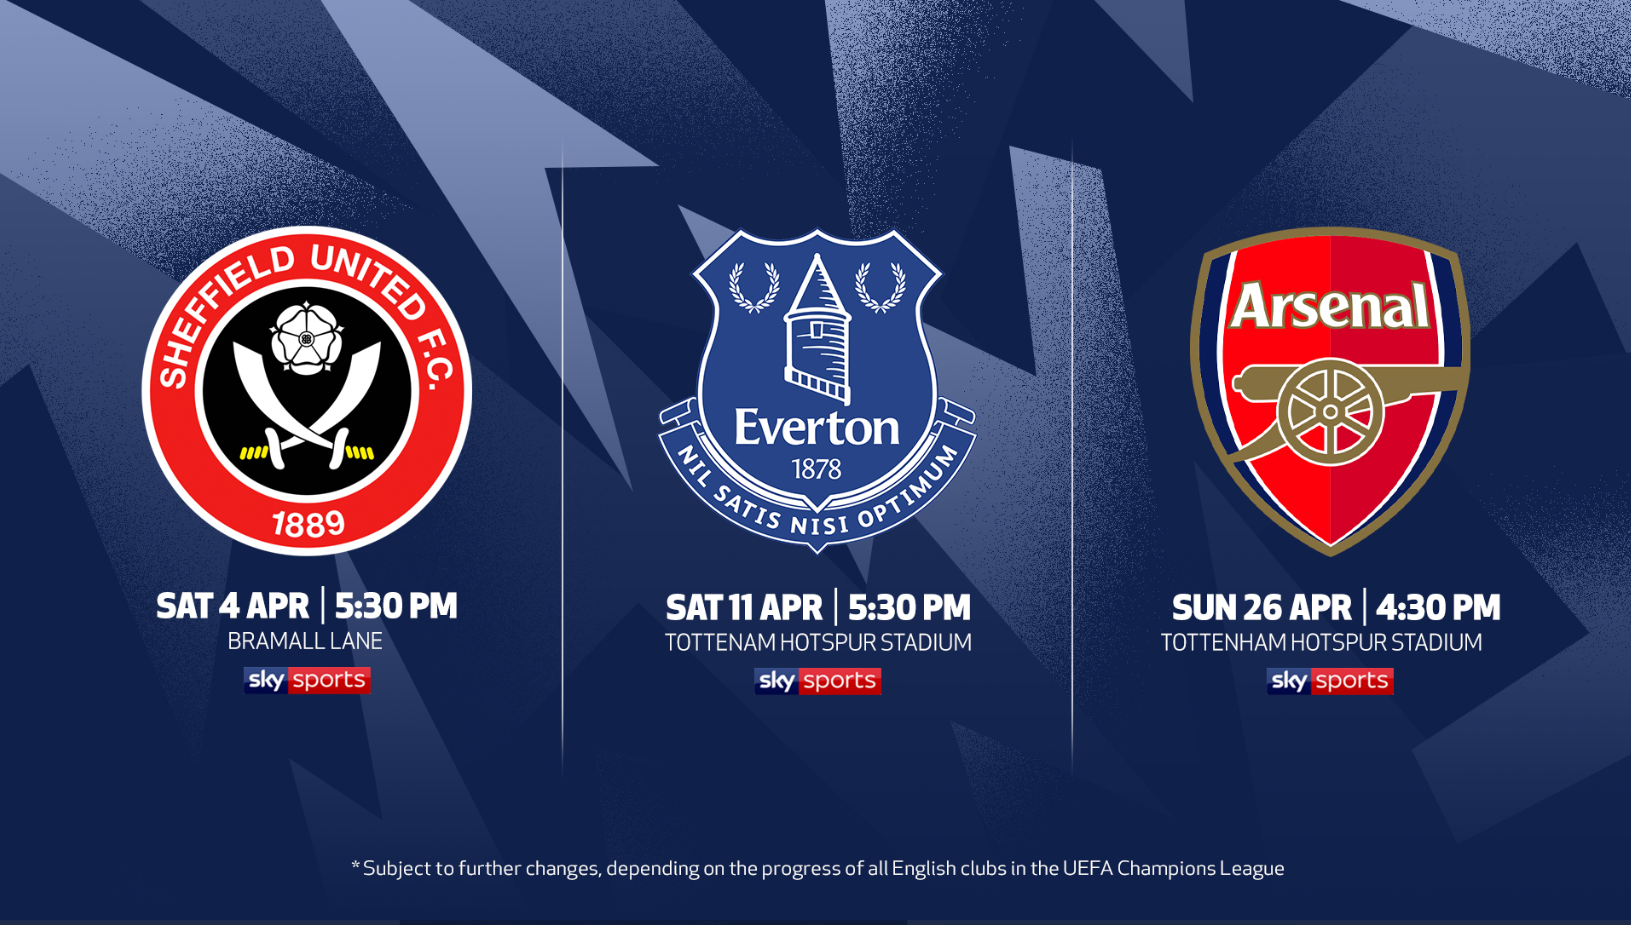 SHEFFIELD UNITED F.C.
1889
SAT 4 APR | 5:30 PM
BRAMALL LANE
sky sports
Everton
1878
NIL SATIS NISI OPTIMUM
SAT 11 APR | 5:30 PM
TOTTENAM HOTSPUR STADIUM
sky sports
Arsenal
SUN 26 APR | 4:30 PM
TOTTENHAM HOTSPUR STADIUM
sky sports
* Subject to further changes, depending on the progress of all English clubs in the UEFA Champions League